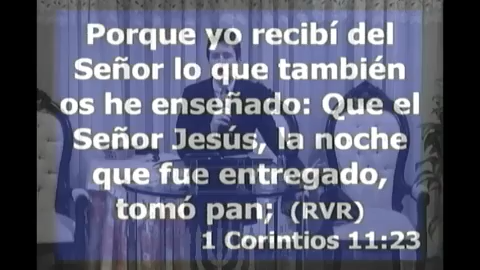 Porque yo recibí del
Señor lo que también
os he enseñado: Que el
Señor Jesús, la noche
que fue entregado,
tomó pan; (RVR)
1 Corintios 11:23